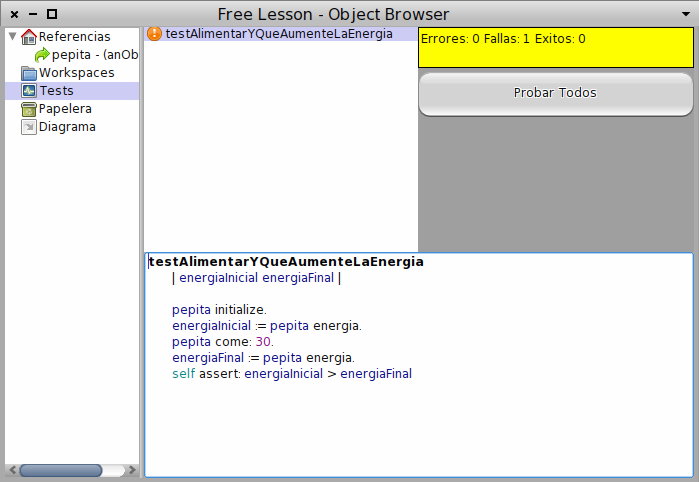 Free Lesson - Object Browser
Referencias
pepita - (anOb
Workspaces
Tests
Papelera
Diagrama
testAlimentarYQueAumenteLaEnergia
Errores: 0 Fallas: 1 Exitos: 0
Probar Todos
testAlimentarYQueAumenteLaEnergia
| energiaInicial energiaFinal |
pepita initialize.
energiaInicial := pepita energia.
pepita come: 30.
energiaFinal := pepita energia.
self assert: energiaInicial > energiaFinal